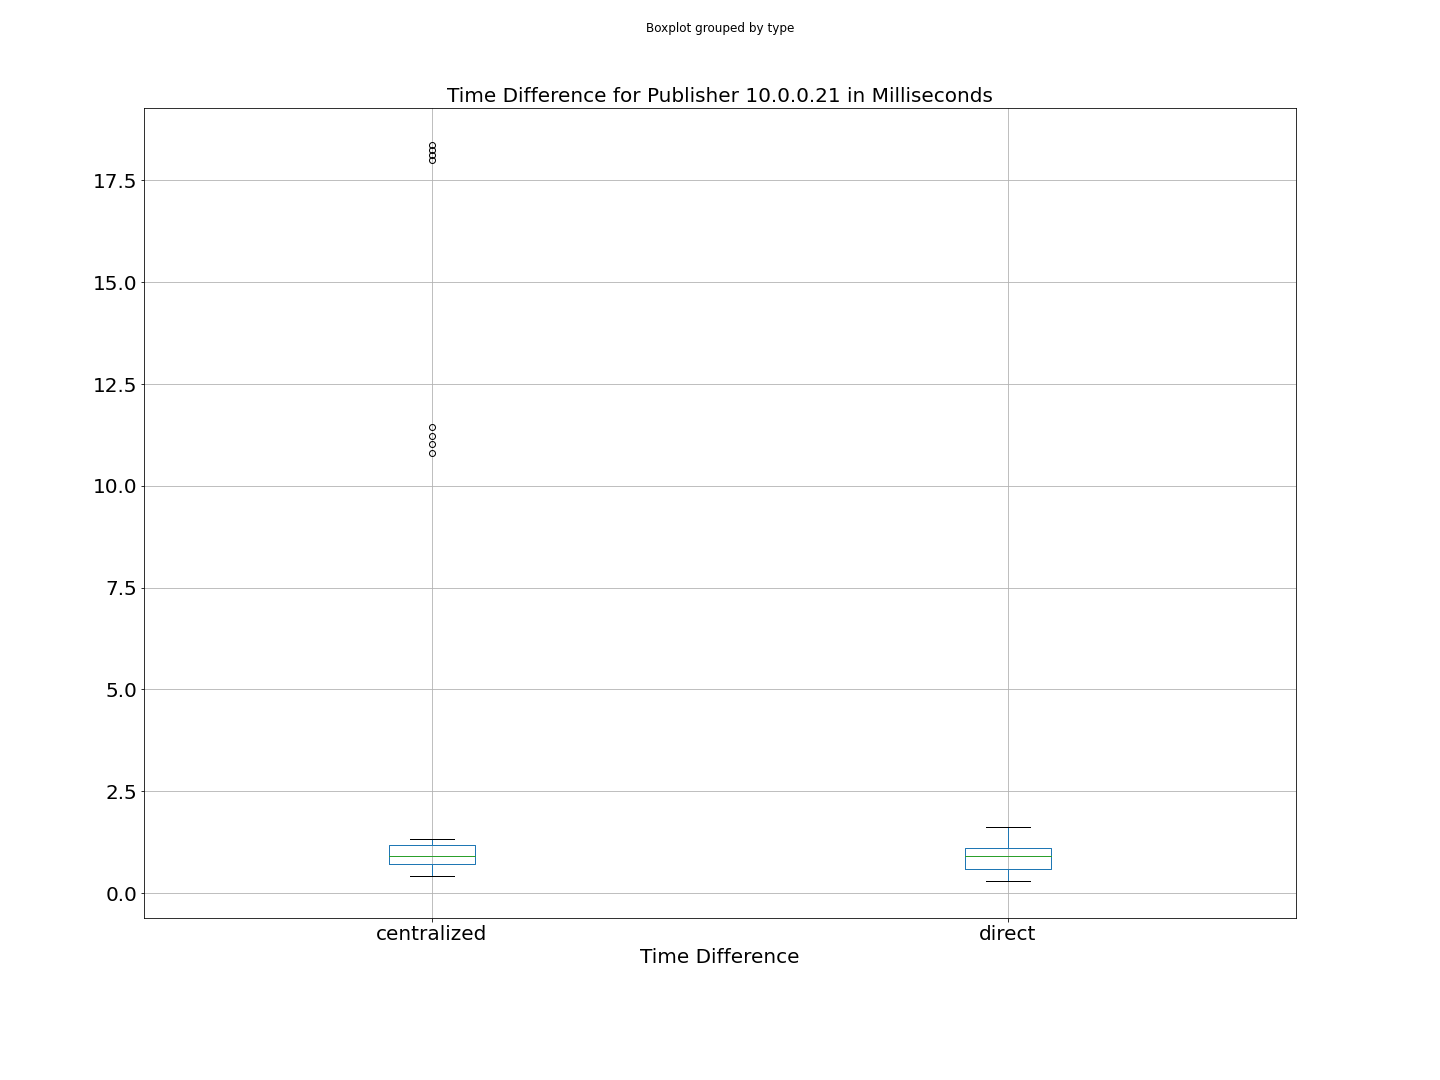 Boxplot grouped by type
Time Difference for Publisher 10.0.0.21 in Milliseconds
17.5
15.0
12.5
10.0
7.5
5.0
2.5
0.0
centralized direct
Time Difference